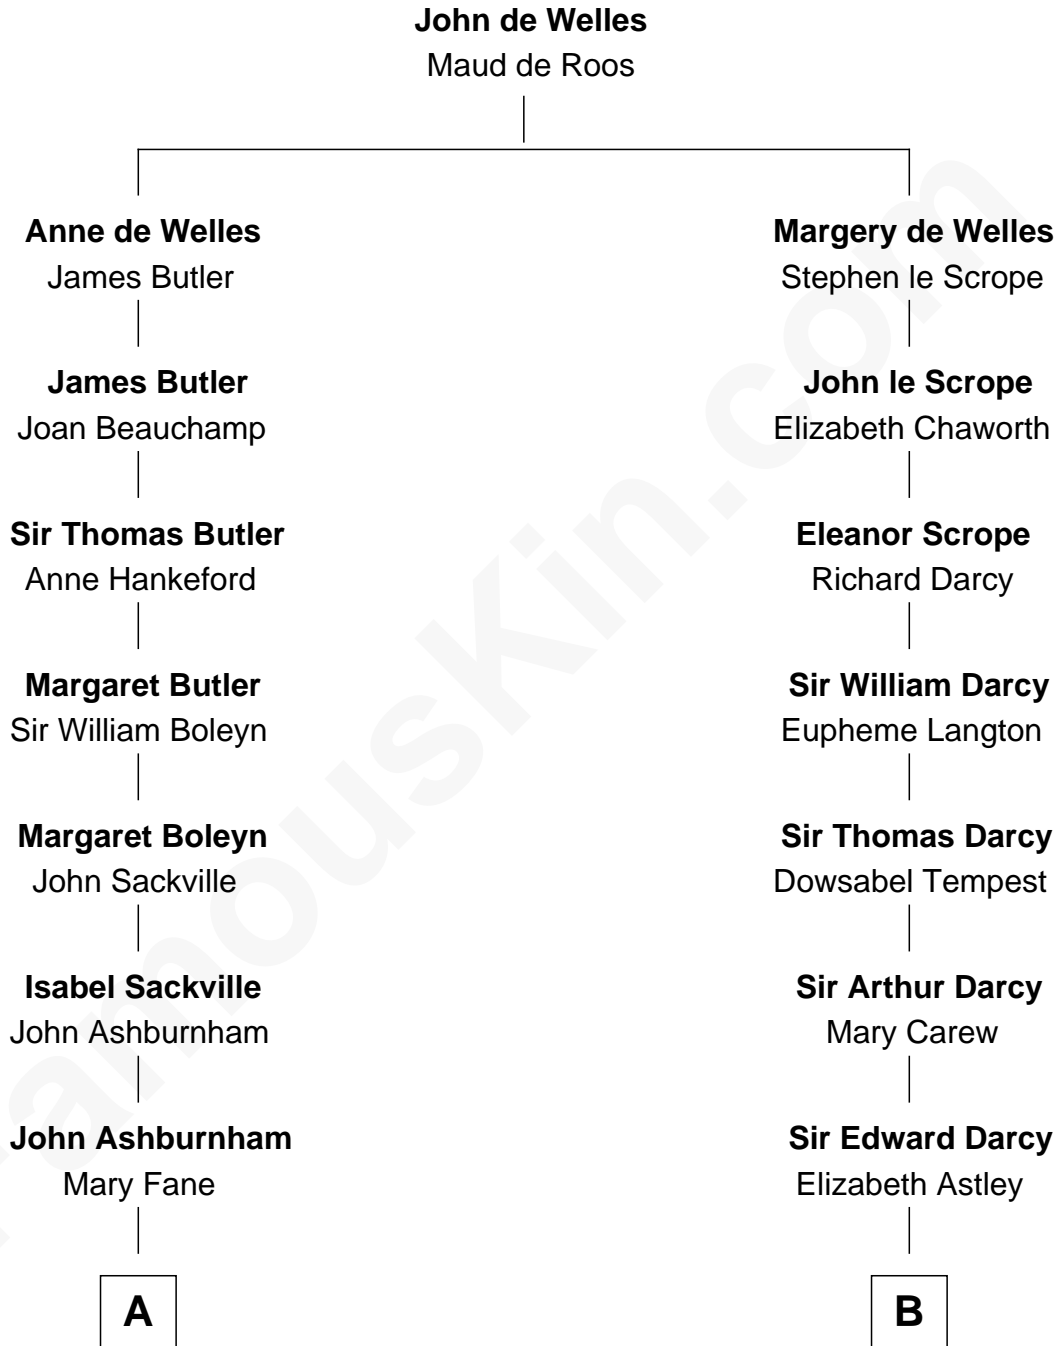 John de Welles
Maud de Roos
Anne de Welles
James Butler
Margery de Welles
Stephen le Scrope
James Butler
Joan Beauchamp
John le Scrope
Elizabeth Chaworth
Sir Thomas Butler
Anne Hankeford
Eleanor Scrope
Richard Darcy
Margaret Butler
Sir William Boleyn
Sir William Darcy
Eupheme Langton
Margaret Boleyn
John Sackville
Sir Thomas Darcy
Dowsabel Tempest
Isabel Sackville
John Ashburnham
Sir Arthur Darcy
Mary Carew
John Ashburnham
Mary Fane
Sir Edward Darcy
Elizabeth Astley
A
B
FamousKin.com